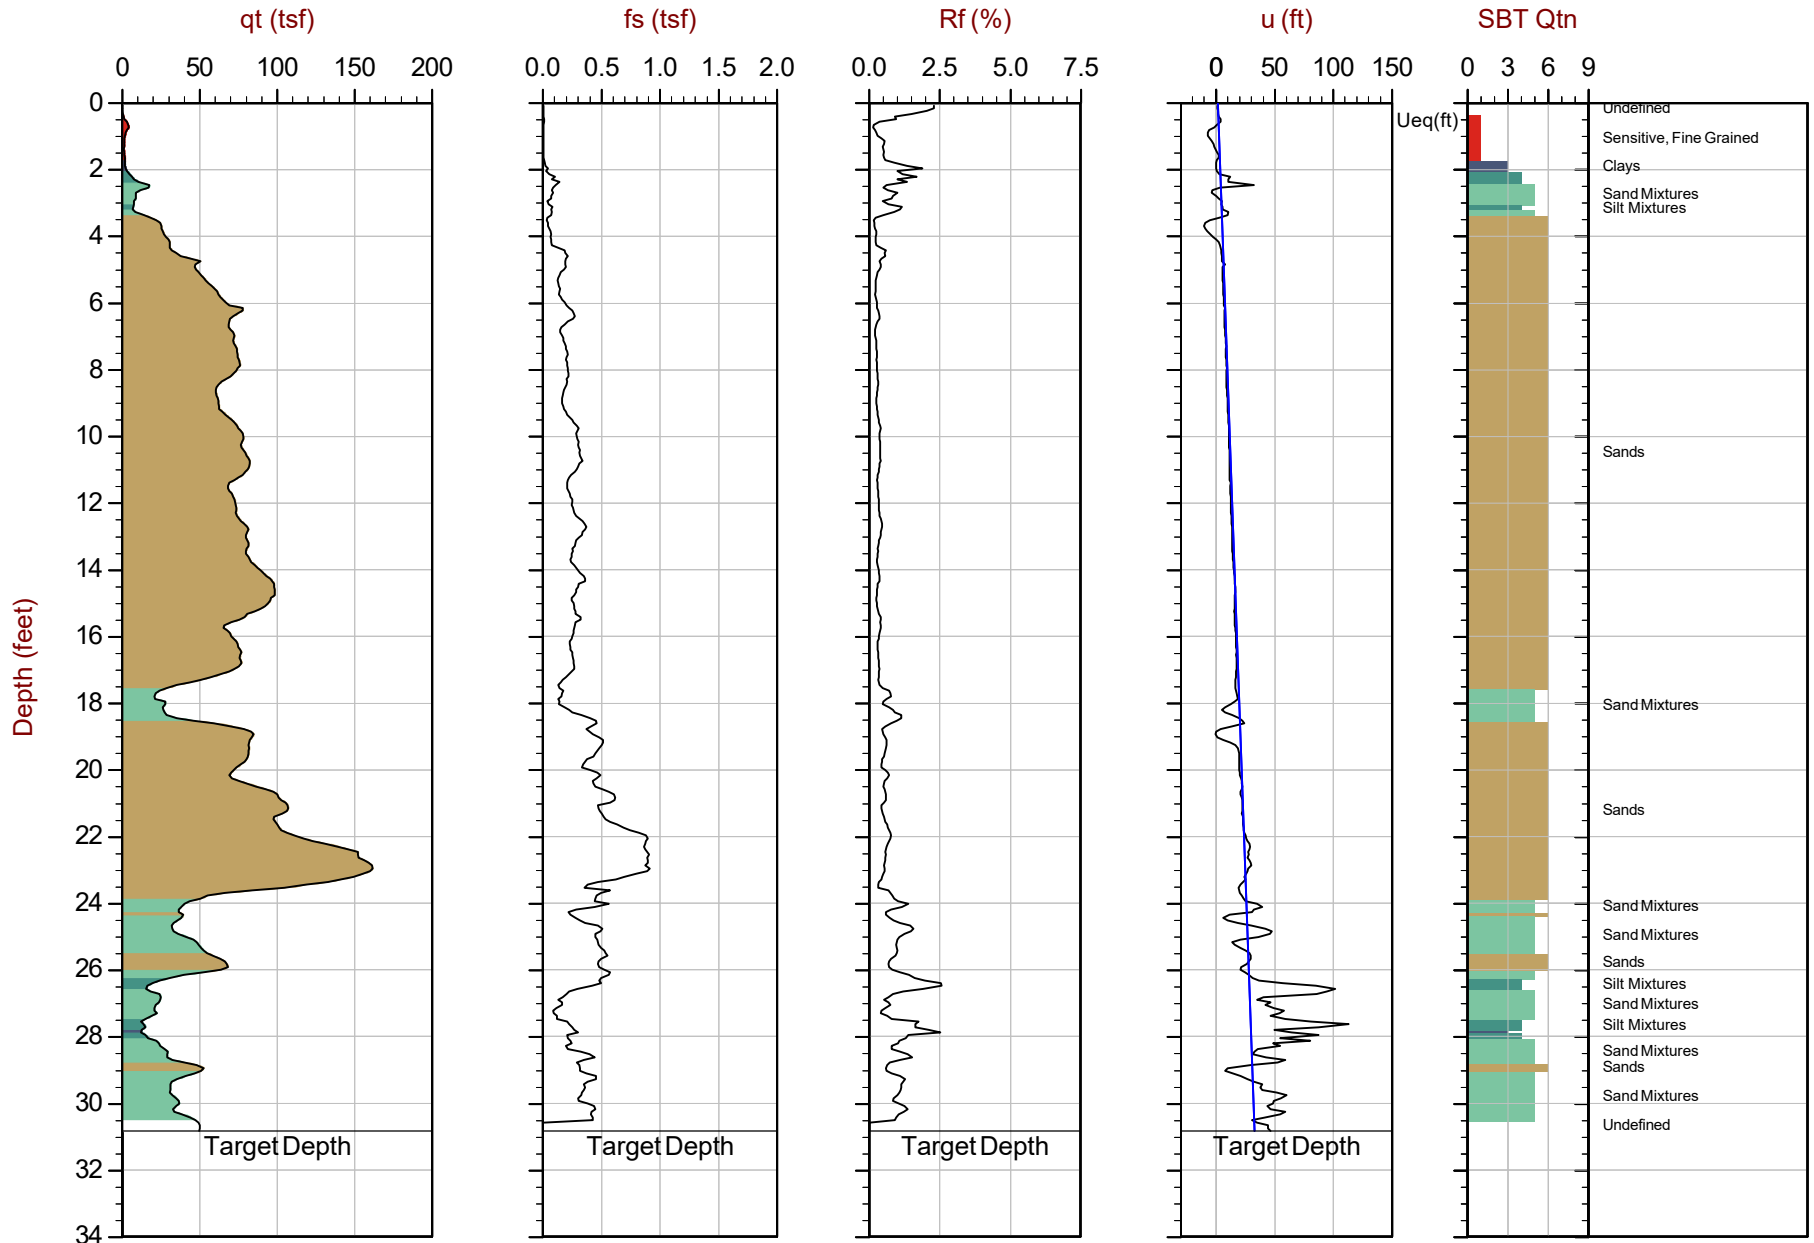 qt (tsf) fs (tsf) Rf (%) u (ft) SBT Qtn
0 50 100 150 200 0.0 0.5 1.0 1.5 2.0 0.0 2.5 5.0 7.5 0 50 100 150 0 3 6 9
0
Undefined
Ueq(ft)
Sensitive, Fine Grained
2
Clays
Sand Mixtures
Silt Mixtures
4
6
8
10
Sands
12
14
Depth (feet)
16
18
Sand Mixtures
20
Sands
22
24
Sand Mixtures
Sand Mixtures
26
Sands
Silt Mixtures
Sand Mixtures
28
Silt Mixtures
Sand Mixtures
Sands
30
Sand Mixtures
Undefined
Target Depth Target Depth Target Depth Target Depth
32
34